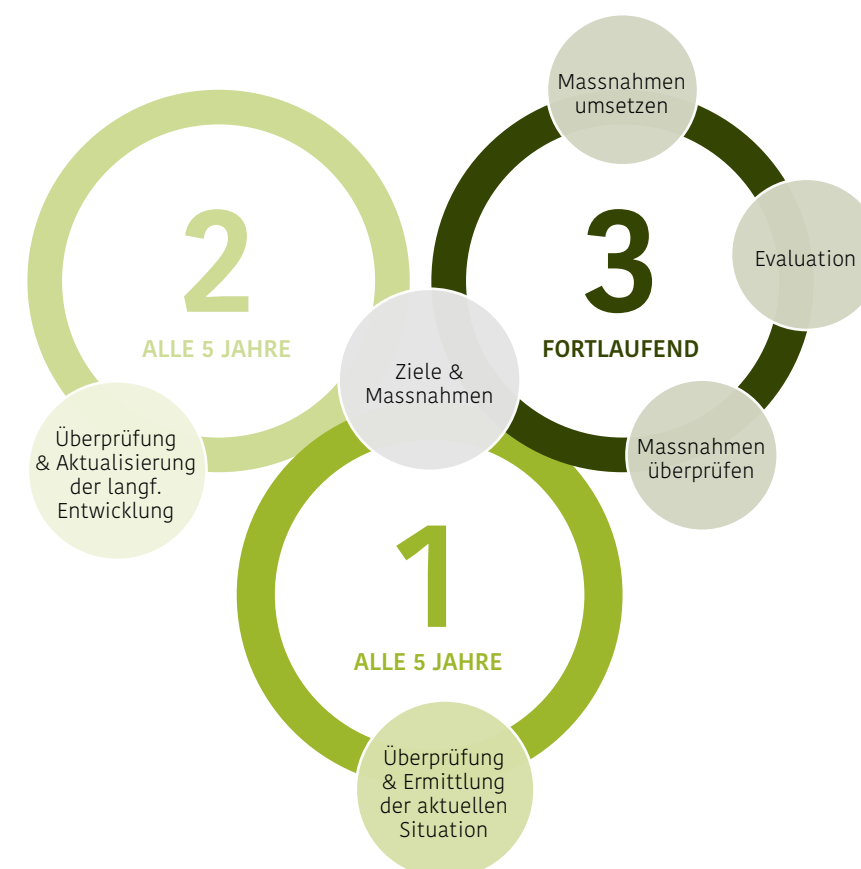 Massnahmen
umsetzen
2
ALLE 5 JAHRE
3
FORTLAUFEND
Evaluation
Ziele &
Massnahmen
Überprüfung
& Aktualisierung
der langf.
Entwicklung
Massnahmen
überprüfen
1
ALLE 5 JAHRE
Überprüfung
& Ermittlung
der aktuellen
Situation